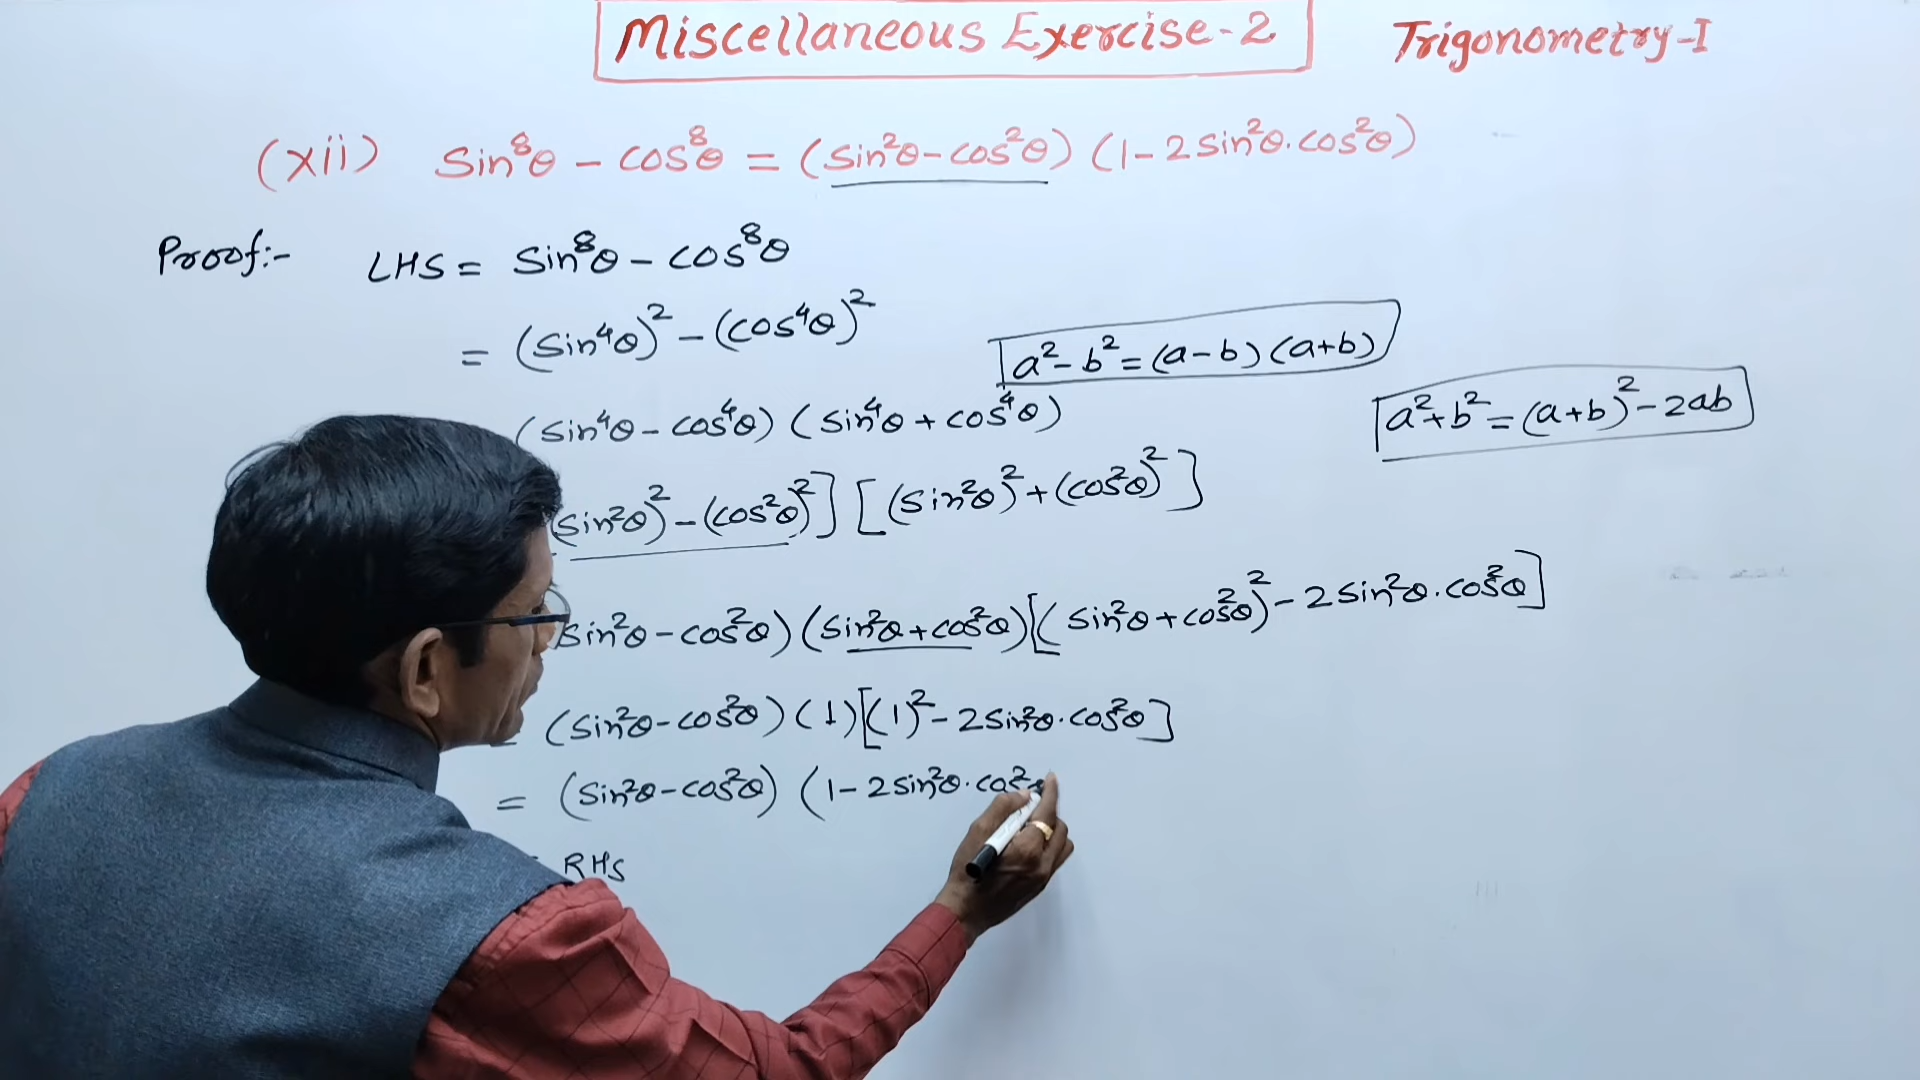 Miscellaneous Exercise-2
Trigonometry-I
(xii) Sin⁸θ - cos⁸θ = (sin²θ-cos²θ) (1-2sin²θ.cos²θ)
Proof:- LHS = Sin⁸θ - cos⁸θ
= (Sin⁴θ)² - (cos⁴θ)²
a² - b² = (a-b) (a+b)
(Sin⁴θ - cos⁴θ) (Sin⁴θ + cos⁴θ)
a²+b² = (a+b)² - 2ab
(Sin²θ)² - (cos²θ)²] [(Sin²θ)² + (cos²θ)²]
Sin²θ - cos²θ) (Sin²θ + cos²θ) [(Sin²θ + cos²θ)² - 2Sin²θ.cos²θ]
= (Sin²θ-cos²θ) (1) [(1)² - 2Sin²θ.cos²θ]
= (Sin²θ-cos²θ) (1-2Sin²θ.cos²θ
= RHS